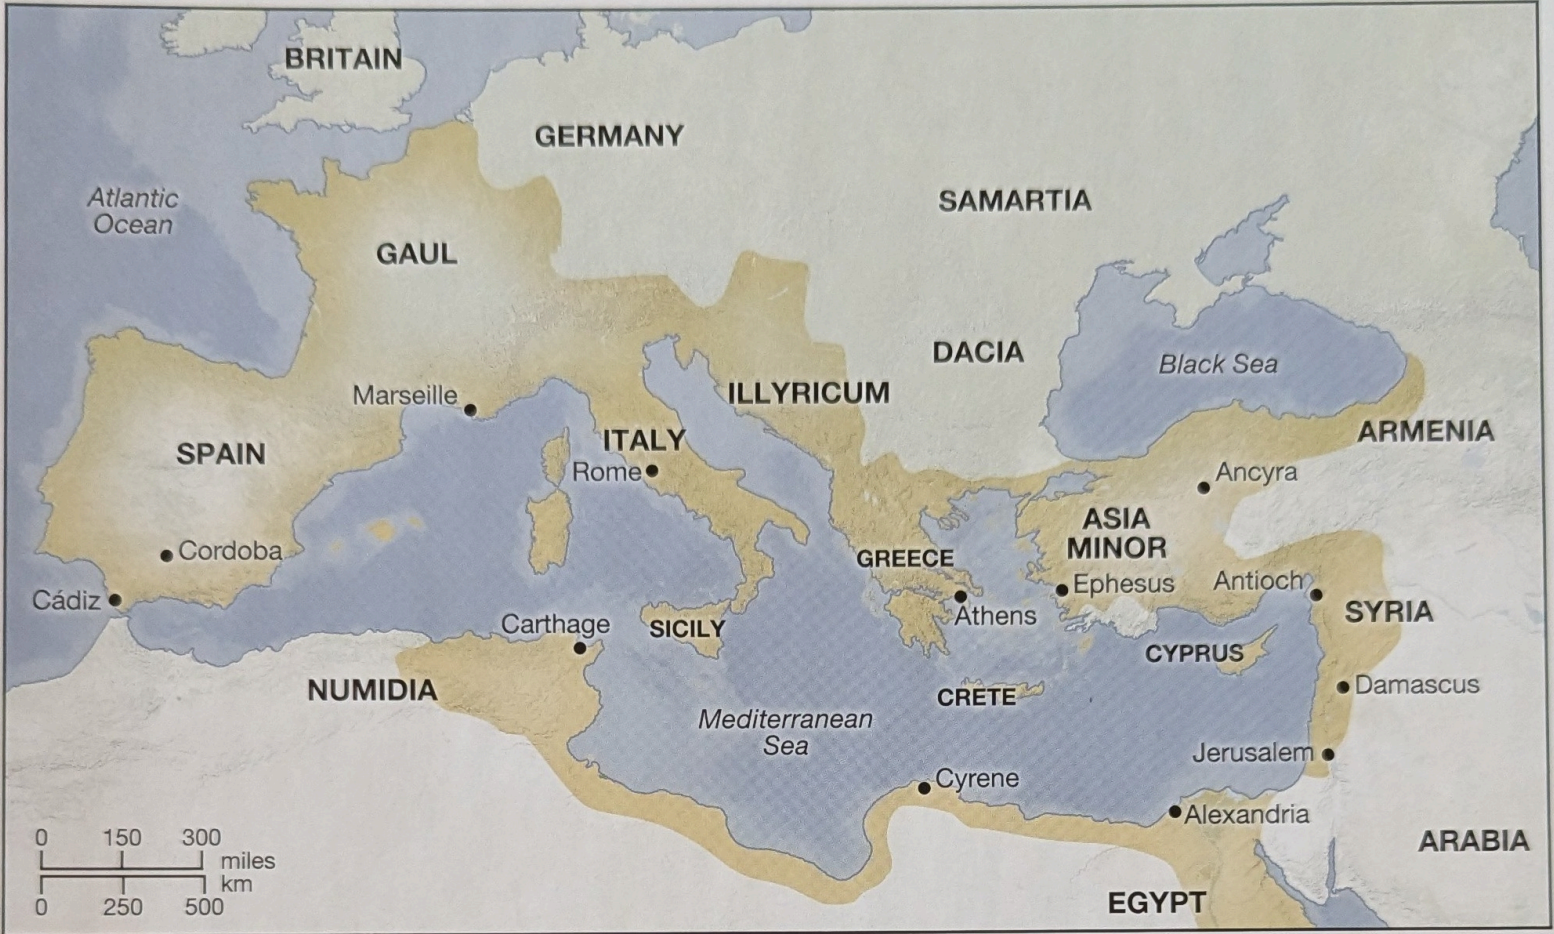 BRITAIN
GERMANY
Atlantic
Ocean
SAMARTIA
GAUL
DACIA
Black Sea
Marseille
ILLYRICUM
ITALY
ARMENIA
SPAIN
Rome
Ancyra
ASIA
MINOR
Cordoba
GREECE
Ephesus
Antioch
Cádiz
Athens
SYRIA
Carthage
SICILY
CYPRUS
NUMIDIA
CRETE
Damascus
Mediterranean
Sea
Jerusalem
Cyrene
Alexandria
ARABIA
EGYPT
0 150 300
miles
km
0 250 500